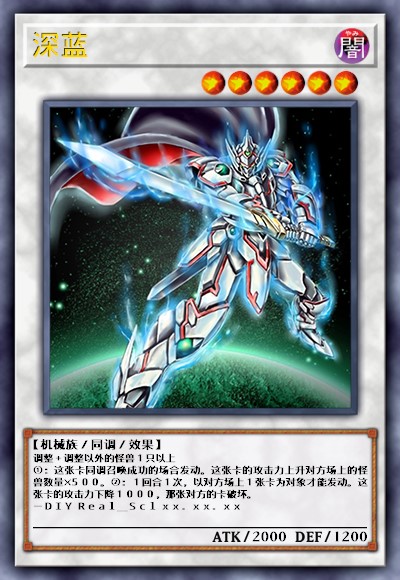 深蓝
やみ
闇
【机械族／同调／效果】
调整＋调整以外的怪兽１只以上
①：这张卡同调召唤成功的场合发动。这张卡的攻击力上升对方场上的怪
兽数量×５００。②：１回合１次，以对方场上１张卡为对象才能发动。这
张卡的攻击力下降１０００，那张对方的卡破坏。
－ＤＩＹ Ｒｅａｌ＿Ｓｃｌ ｘｘ．ｘｘ．ｘｘ
ATK/2000 DEF/1200